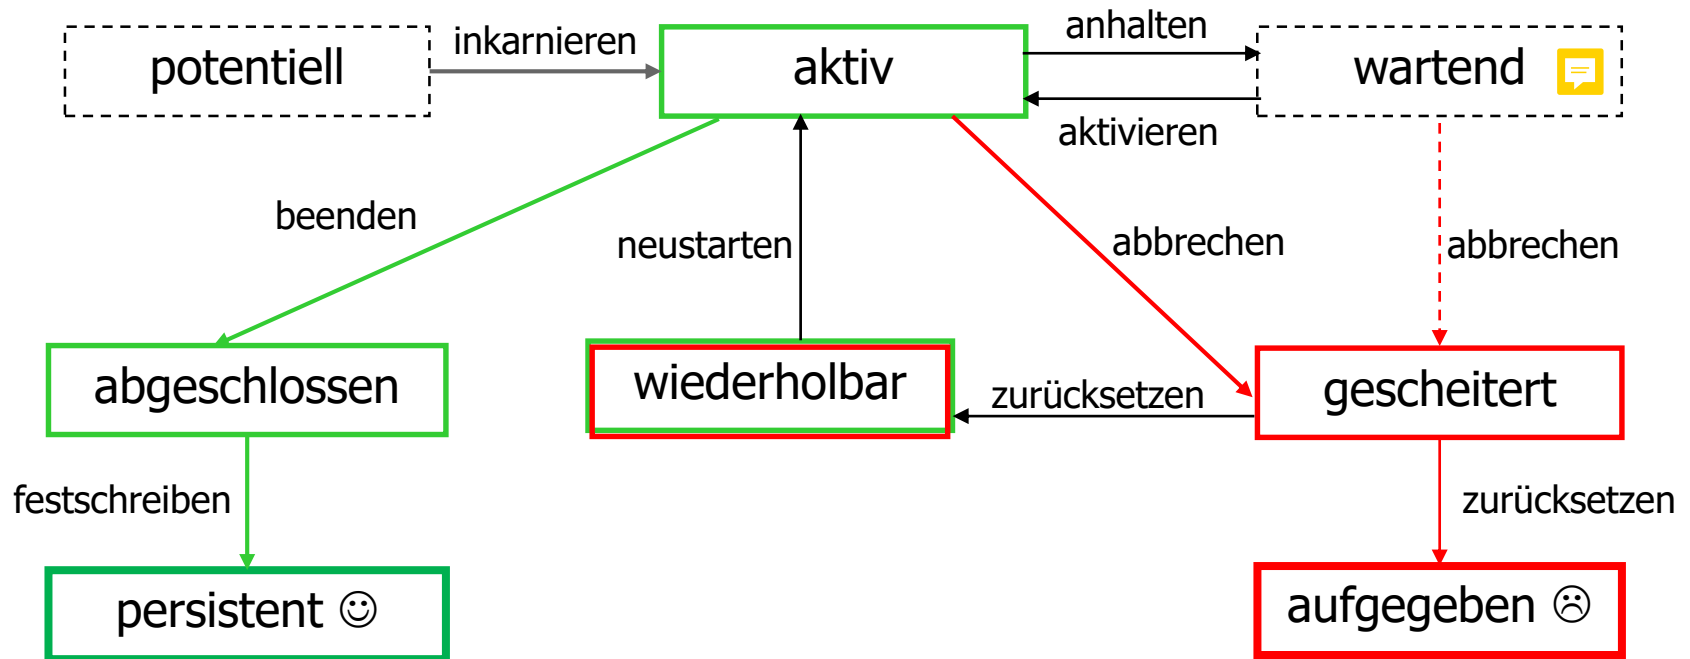 potentiell
inkarnieren
aktiv
anhalten
wartend
aktivieren
beenden
neustarten
abbrechen
abbrechen
abgeschlossen
wiederholbar
zurücksetzen
gescheitert
festschreiben
zurücksetzen
persistent ☺
aufgegeben ☹